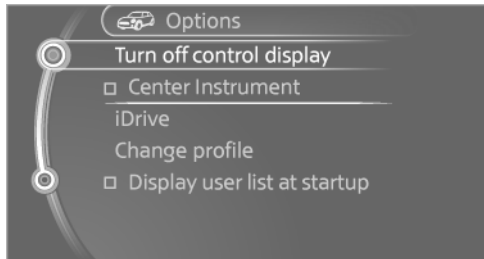 Options
Turn off control display
Center Instrument
iDrive
Change profile
Display user list at startup